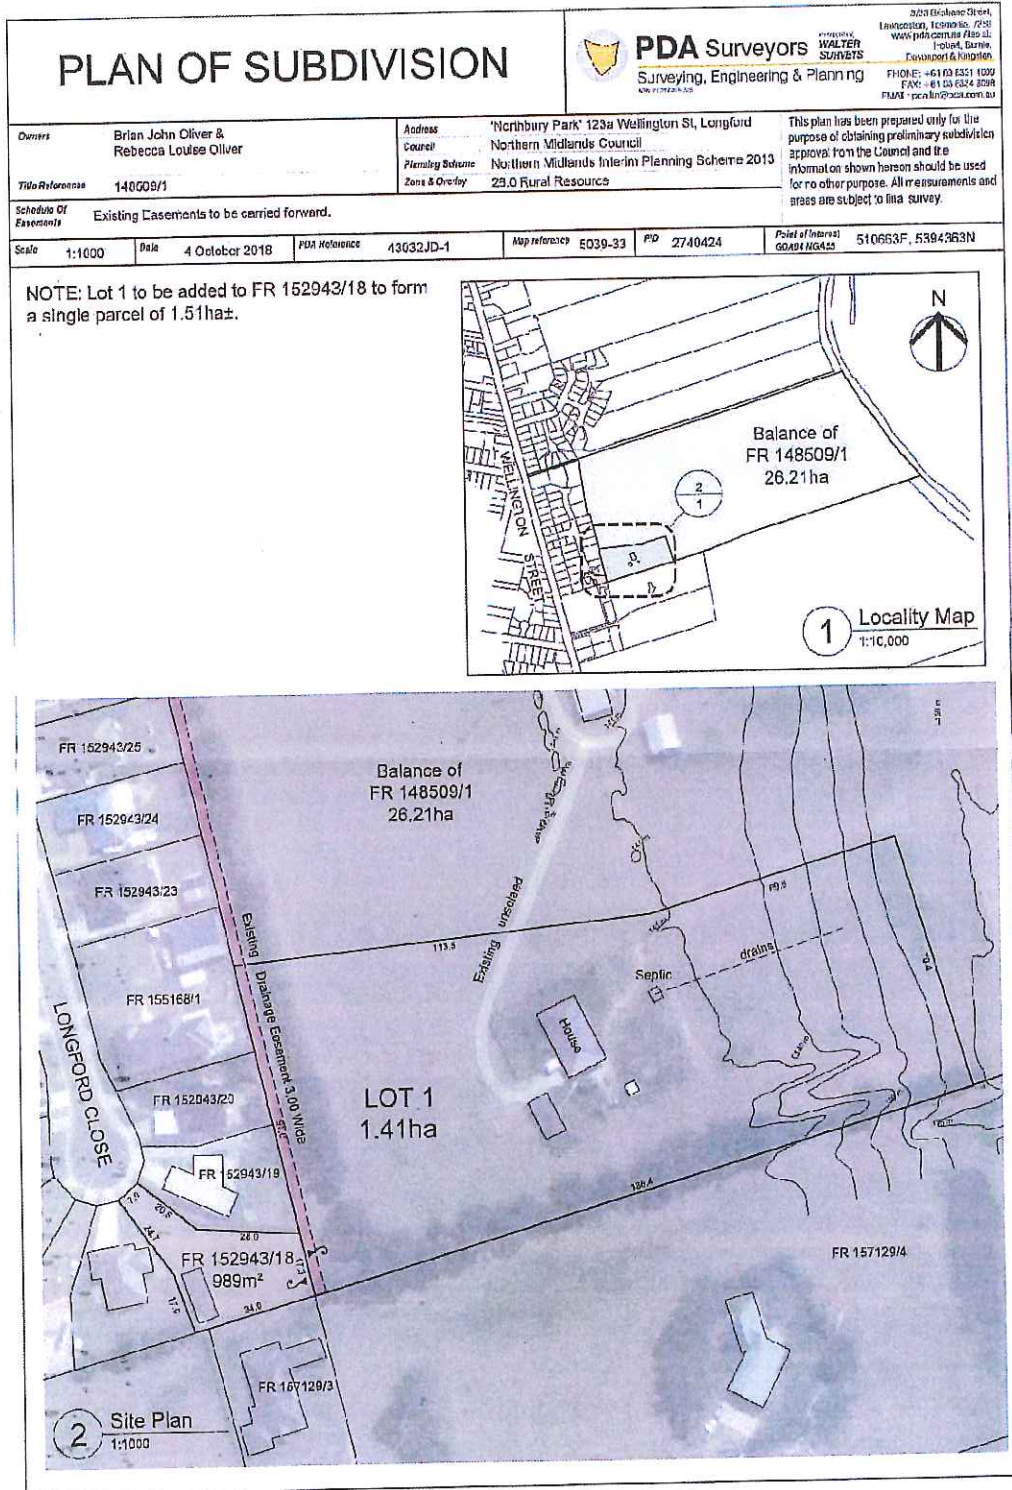 PLAN OF SUBDIVISION
PDA Surveyors
WALTER
SURVEYS
Surveying, Engineering & Planning
Owners
Brian John Oliver &
Rebecca Louise Oliver
Title Reference
148509/1
Address
'Northbury Park' 123a Wellington St, Longford
Council
Northern Midlands Council
Planning Scheme
Northern Midlands Interim Planning Scheme 2013
Zone & Overlay
26.0 Rural Resource
This plan has been prepared only for the
purpose of obtaining preliminary subdivision
approval from the Council and the
information shown hereon should be used
for no other purpose. All measurements and
areas are subject to final survey.
Schedule Of
Easements
Existing Easements to be carried forward.
Scale
1:1000
Date
4 October 2018
PDA Reference
43032JD-1
Map reference
5039-33
PID
2740424
Point of Interest
510663E, 5394363N
NOTE: Lot 1 to be added to FR 152943/18 to form
a single parcel of 1.51ha±.
N
Balance of
FR 148509/1
26.21ha
2
1
WELLINGTON
STREET
1
Locality Map
1:10,000
FR 152943/25
FR 152943/24
FR 152943/23
FR 155168/1
FR 152943/20
FR 152943/19
FR 152943/18
989m²
LONGFORD CLOSE
Balance of
FR 148509/1
26.21ha
Existing Drainage Easement 3.00 Wide
Existing unsealed
113.5
Septic
drains
House
LOT 1
1.41ha
28.0
34.0
FR 157129/4
FR 157129/3
2
Site Plan
1:1000